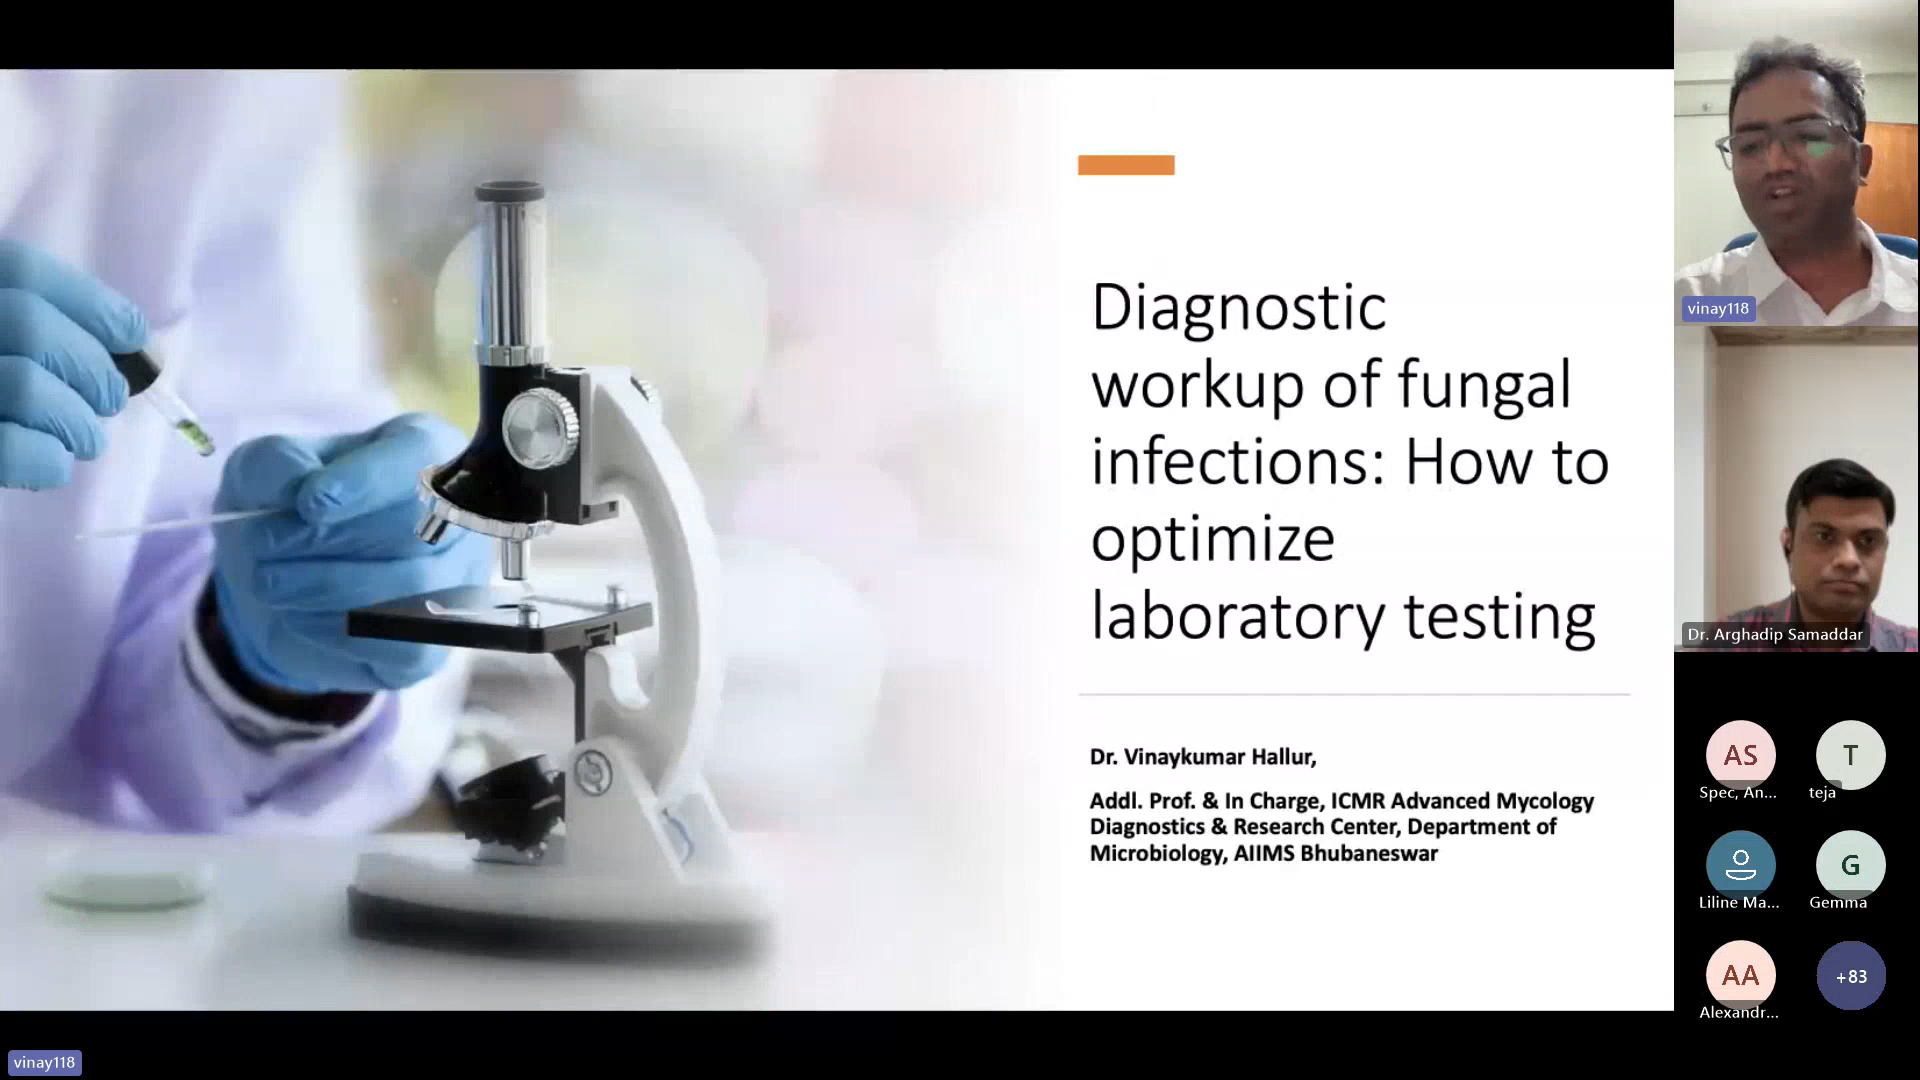 Diagnostic
workup of fungal
infections: How to
optimize
laboratory testing
Dr. Vinaykumar Hallur,
Addl. Prof. & In Charge, ICMR Advanced Mycology
Diagnostics & Research Center, Department of
Microbiology, AIIMS Bhubaneswar
vinay118
Dr. Arghadip Samaddar
AS
Spec, An...
T
teja
Liline Ma...
G
Gemma
AA
Alexandr...
+83
vinay118